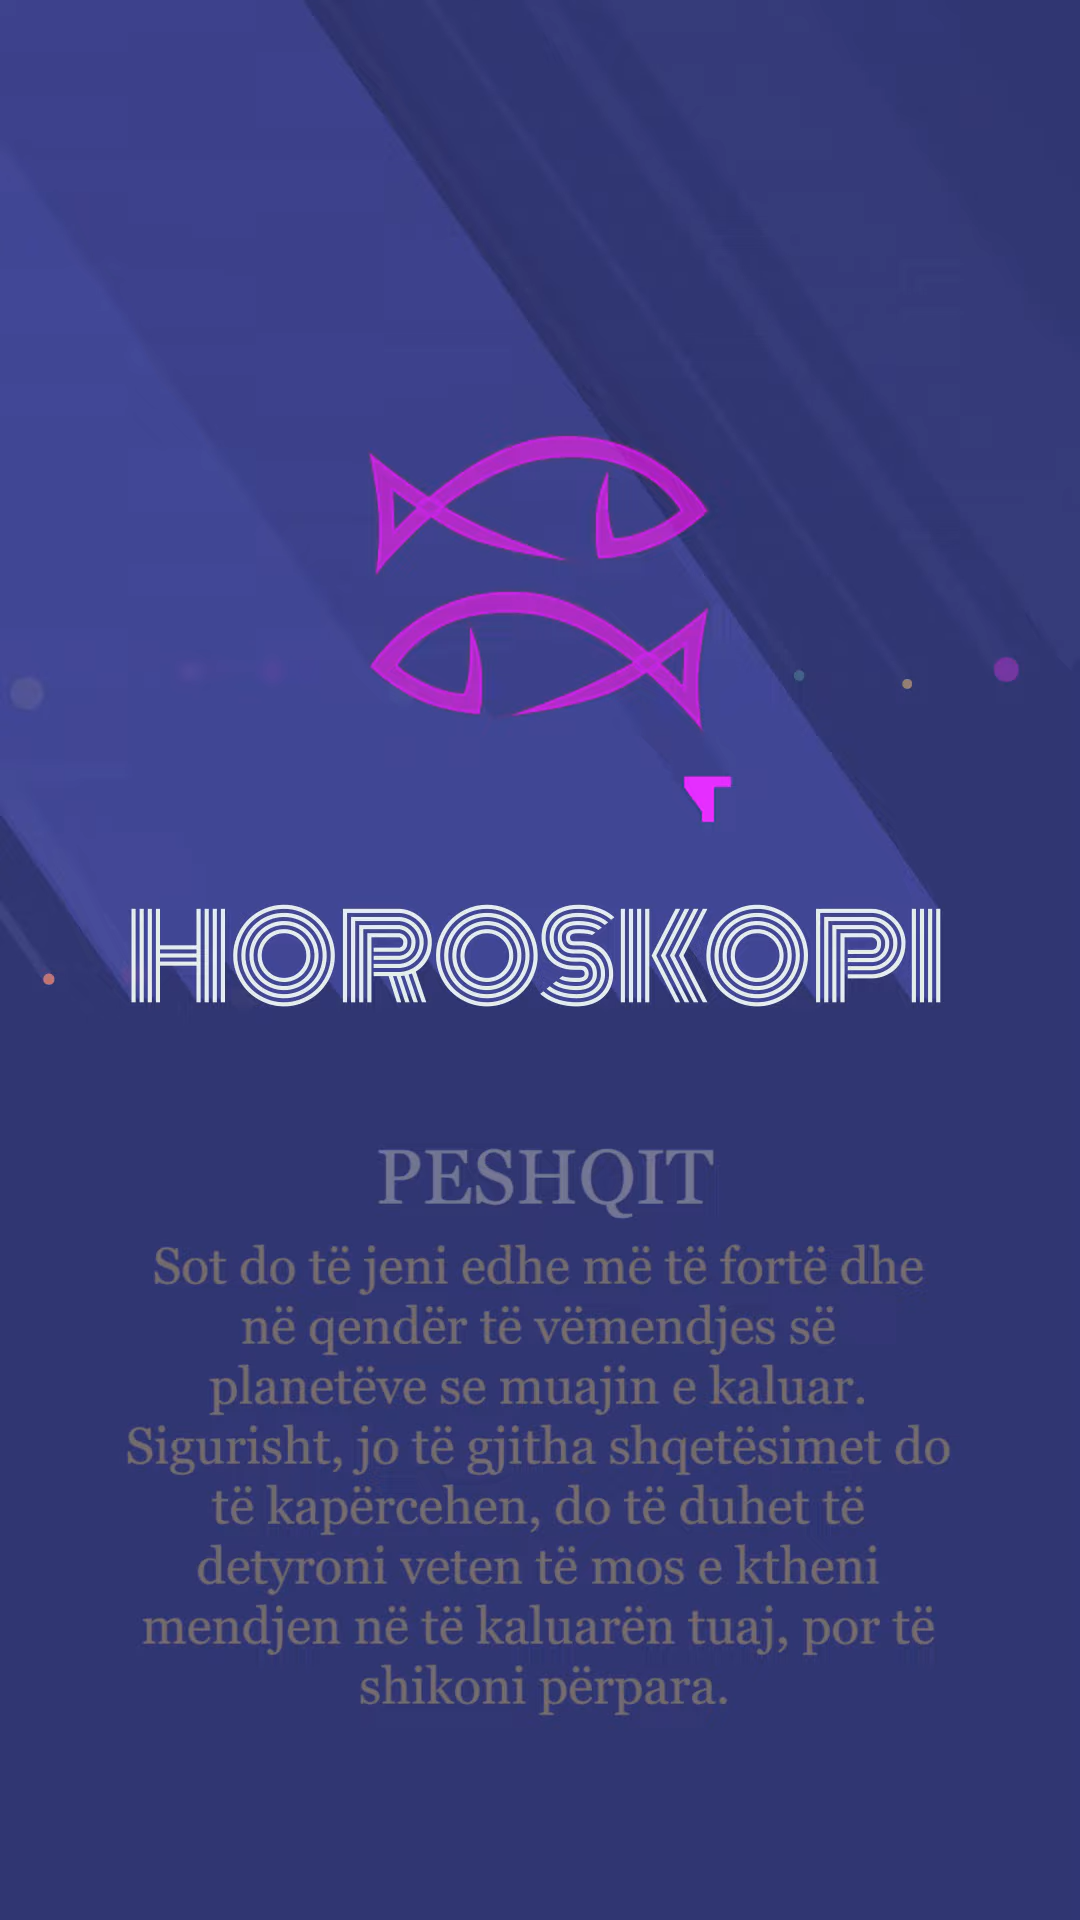 HOROSKOPI
PESHQIT
Sot do të jeni edhe më të fortë dhe
në qendër të vëmendjes së
planetëve se muajin e kaluar.
Sigurisht, jo të gjitha shqetësimet do
të kapërcehen, do të duhet të
detyroni veten të mos e ktheni
mendjen në të kaluarën tuaj, por të
shikoni përpara.